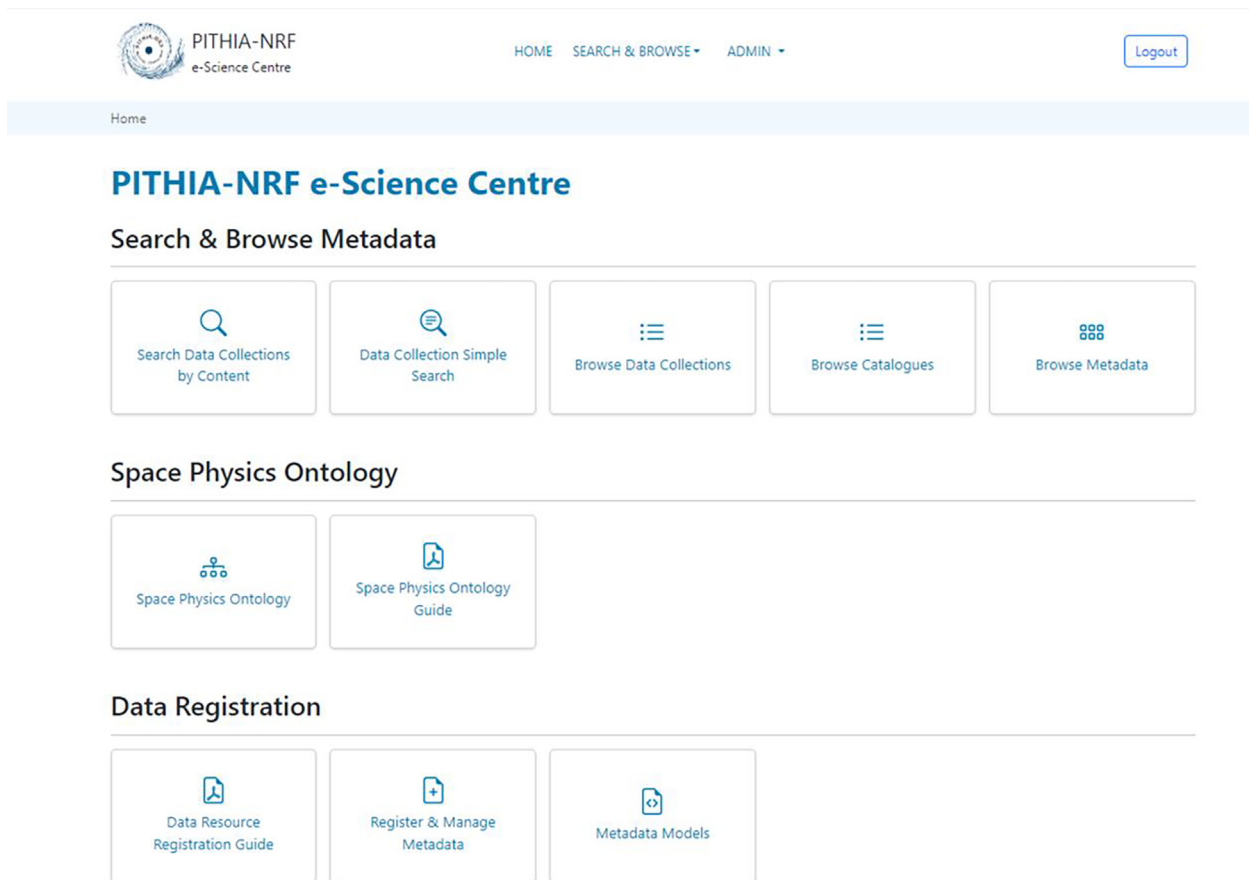 PITHIA-NRF
e-Science Centre
HOME SEARCH & BROWSE ADMIN
Logout
Home
PITHIA-NRF e-Science Centre
Search & Browse Metadata
Search Data Collections
by Content
Data Collection Simple
Search
Browse Data Collections
Browse Catalogues
Browse Metadata
Space Physics Ontology
Space Physics Ontology
Space Physics Ontology
Guide
Data Registration
Data Resource
Registration Guide
Register & Manage
Metadata
Metadata Models